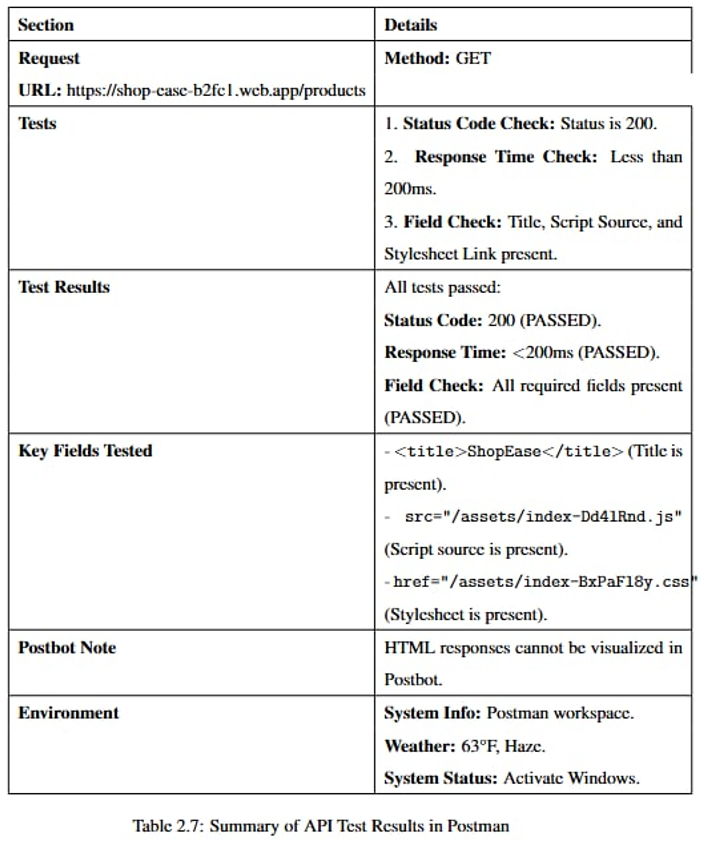 Section Details
Request Method: GET
URL: https://shop-ease-b2fc1.web.app/products
Tests 1. Status Code Check: Status is 200.
2. Response Time Check: Less than
200ms.
3. Field Check: Title, Script Source, and
Stylesheet Link present.
Test Results All tests passed:
Status Code: 200 (PASSED).
Response Time: <200ms (PASSED).
Field Check: All required fields present
(PASSED).
Key Fields Tested - <title>ShopEase</title> (Title is
present).
- src="/assets/index-Dd41Rnd.js"
(Script source is present).
- href="/assets/index-BxPaF18y.css"
(Stylesheet is present).
Postbot Note HTML responses cannot be visualized in
Postbot.
Environment System Info: Postman workspace.
Weather: 63°F, Haze.
System Status: Activate Windows.
Table 2.7: Summary of API Test Results in Postman